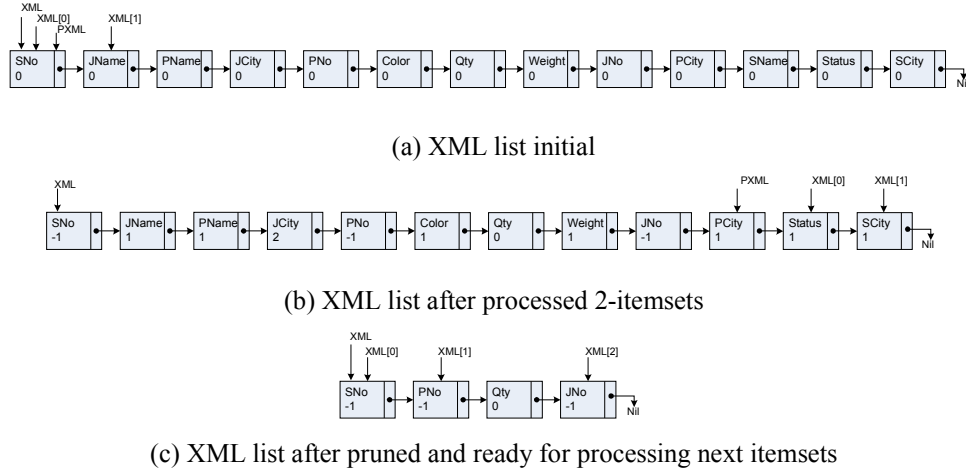 XML
XML[0]
XML[1]
PXML
SNo JName PName JCity PNo Color Qty Weight JNo PCity SName Status SCity
0 0 0 0 0 0 0 0 0 0 0 0 0
Nil
(a) XML list initial
XML PXML XML[0] XML[1]
SNo JName PName JCity PNo Color Qty Weight JNo PCity Status SCity
-1 1 1 2 -1 1 0 1 -1 1 1 1
Nil
(b) XML list after processed 2-itemsets
XML
XML[0] XML[1] XML[2]
SNo PNo Qty JNo
-1 -1 0 -1
Nil
(c) XML list after pruned and ready for processing next itemsets